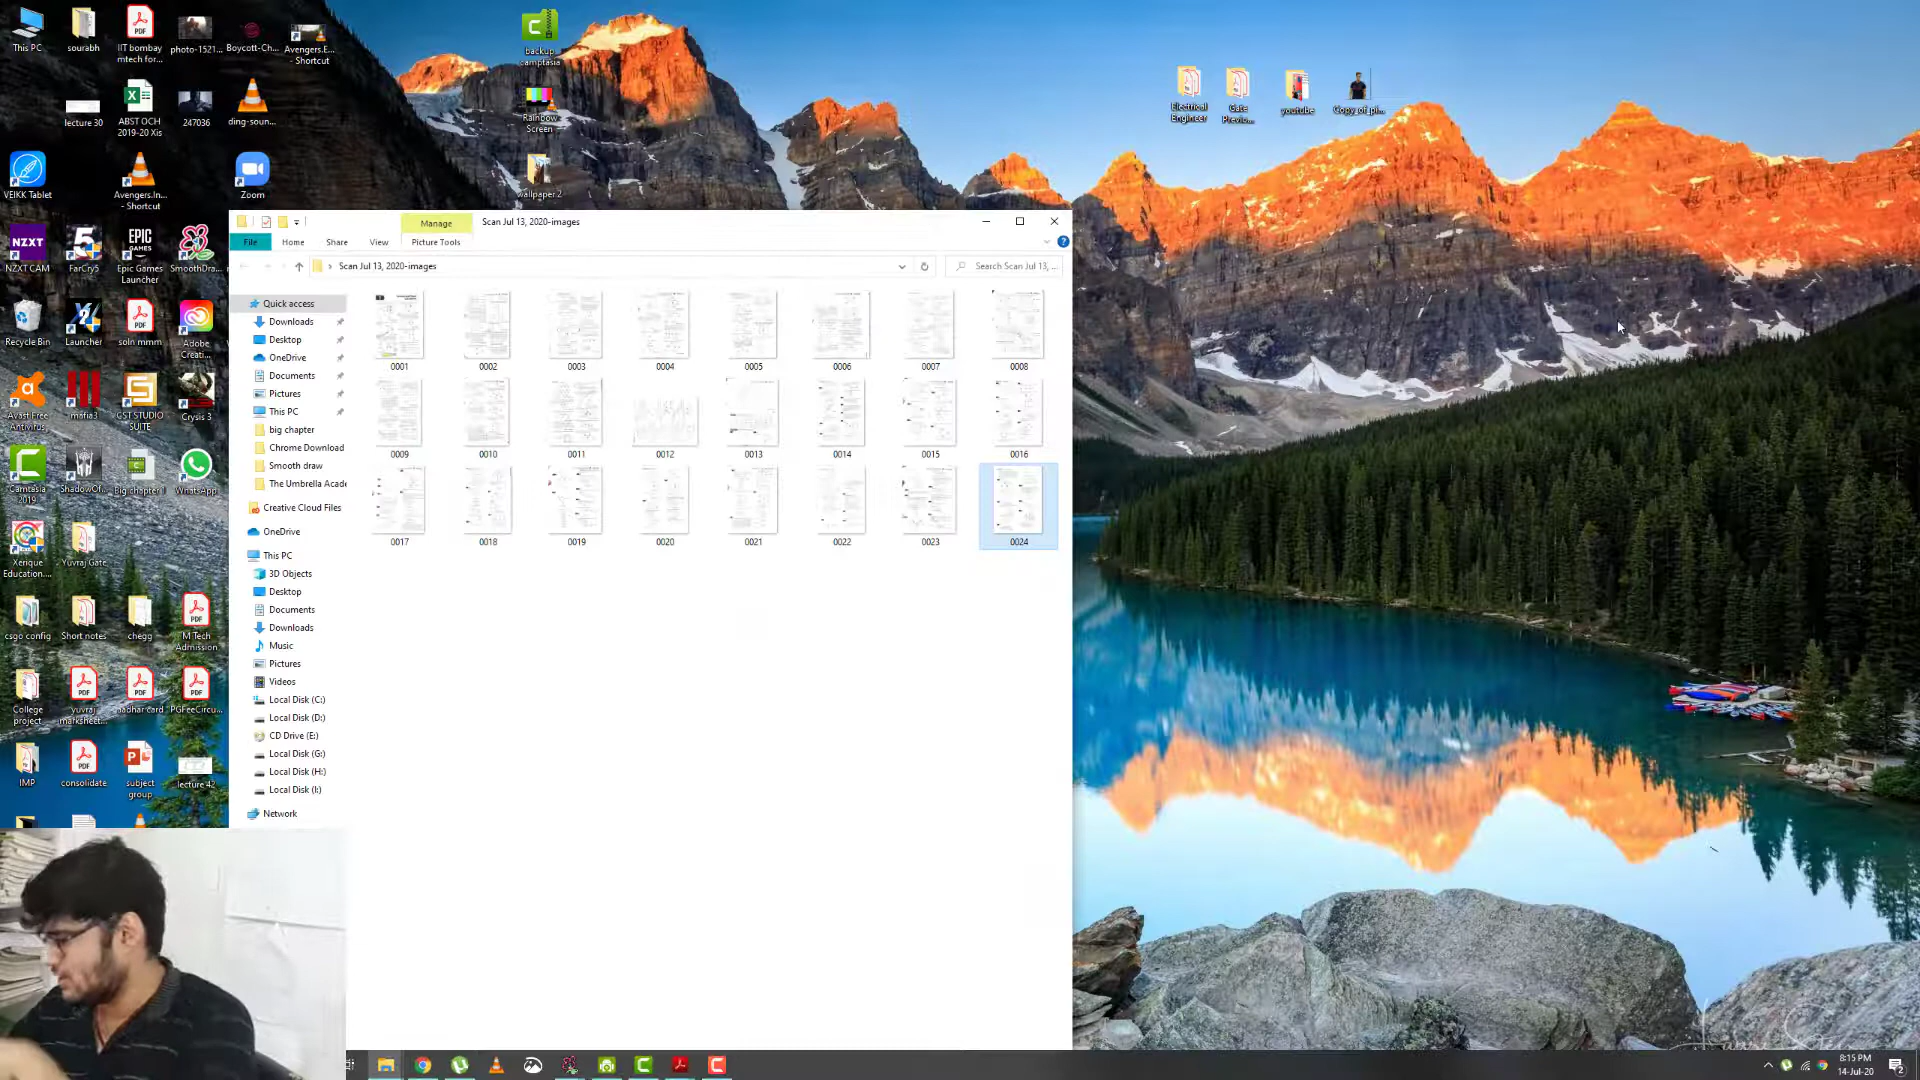 This PC
sourabh
IIT bombay
mtech for...
photo-1521...
Boycott-Ch...
Avengers.E...
- Shortcut
backup
camptasia
lecture 30
ABST OCH
2019-20 Xis
247036
ding-soun...
Rainbow
Screen
Electrical
Engineer
Gate
Previo...
youtube
Copy_of_pl...
VEIKK Tablet
Avengers.In...
- Shortcut
Zoom
wallpaper 2
NZXT
NZXT CAM
FarCry5
Epic Games
Launcher
SmoothDra...
Recycle Bin
Launcher
soln mmm
Adobe
Creati...
Avast Free
Antivirus
mafia3
CST STUDIO
SUITE
Crysis 3
Camtasia
2019
ShadowOf...
Big chapter 1
WhatsApp
Xerique
Education....
Yuvraj Gate
csgo config
Short notes
chegg
M Tech
Admission
College
project
yuvraj
marksheet...
aadhar card
PGFeeCircu...
IMP
consolidate
subject
group
lecture 42
Manage
Scan Jul 13, 2020-images
File
Home
Share
View
Picture Tools
Scan Jul 13, 2020-images
Search Scan Jul 13, ...
Quick access
Downloads
Desktop
OneDrive
Documents
Pictures
This PC
big chapter
Chrome Download
Smooth draw
The Umbrella Acade
Creative Cloud Files
OneDrive
This PC
3D Objects
Desktop
Documents
Downloads
Music
Pictures
Videos
Local Disk (C:)
Local Disk (D:)
CD Drive (E:)
Local Disk (G:)
Local Disk (H:)
Local Disk (I:)
Network
0001
0002
0003
0004
0005
0006
0007
0008
0009
0010
0011
0012
0013
0014
0015
0016
0017
0018
0019
0020
0021
0022
0023
0024
8:15 PM
14-Jul-20